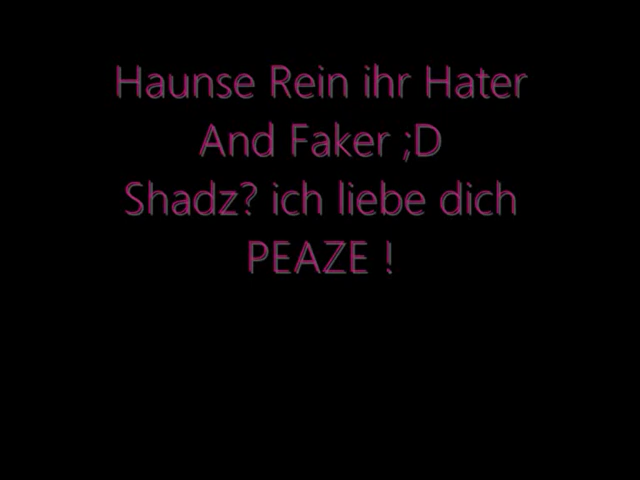 Haunse Rein ihr Hater
And Faker ;D
Shadz? ich liebe dich
PEAZE !